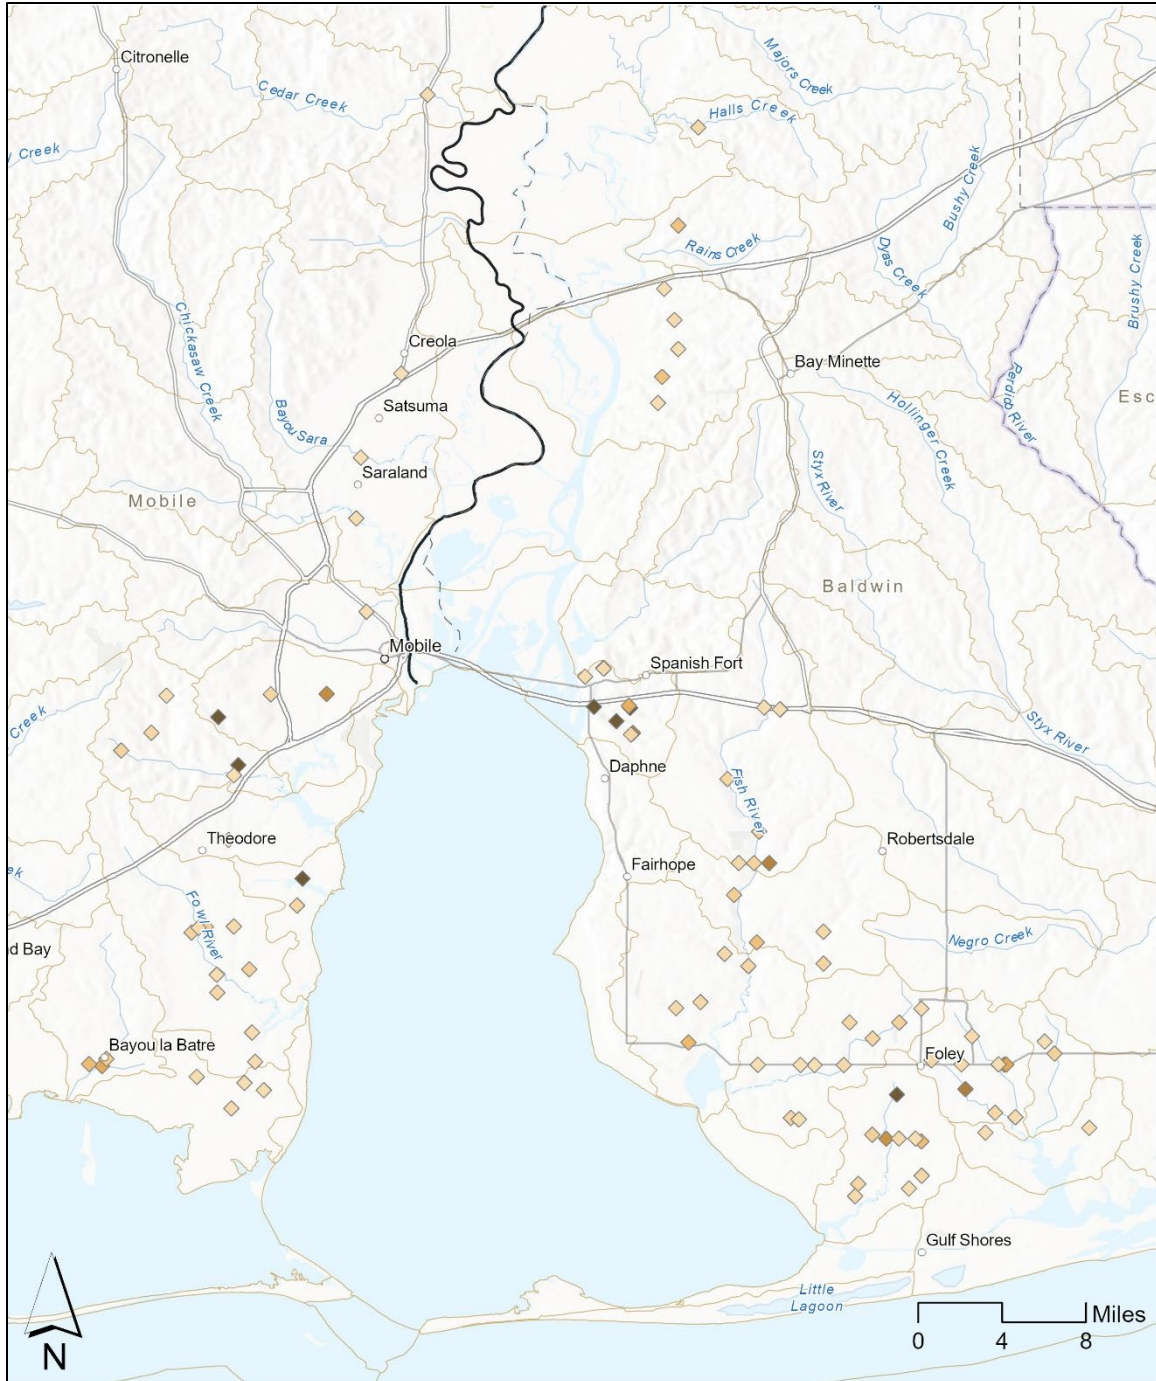 Citronelle
Cedar Creek
Majors Creek
Halls Creek
y Creek
Bushy Creek
Rains Creek
Dyas Creek
Brushy Creek
Chickasaw Creek
Creola
Bay Minette
Perdido River
Esc
Satsuma
Bayou Sara
Hollinger Creek
Saraland
Styx River
Mobile
Baldwin
Mobile
Spanish Fort
Creek
Styx River
Daphne
Fish River
Theodore
Robertsdale
ek
Fairhope
Fowl River
nd Bay
Negro Creek
Bayou la Batre
Foley
Gulf Shores
Little
Lagoon
Miles
0 4 8
N